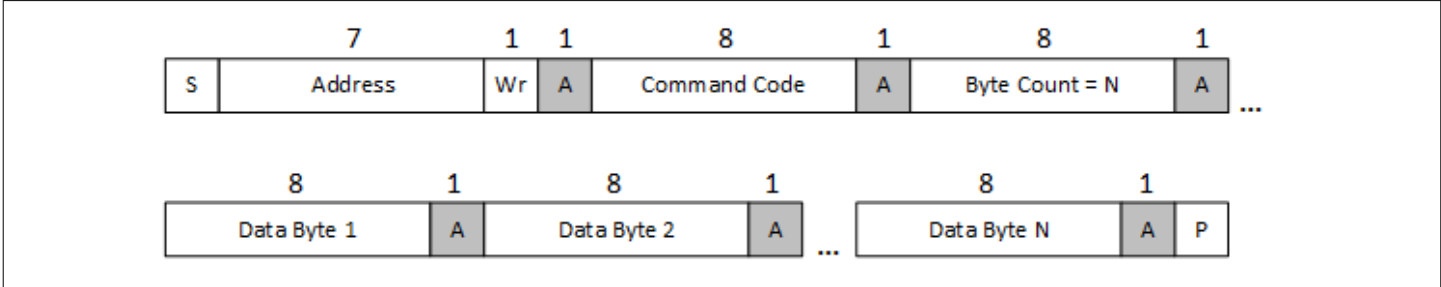 7 1 1 8 1 8 1
S Address Wr A Command Code A Byte Count = N A ...
8 1 8 1 8 1
Data Byte 1 A Data Byte 2 A ... Data Byte N A P